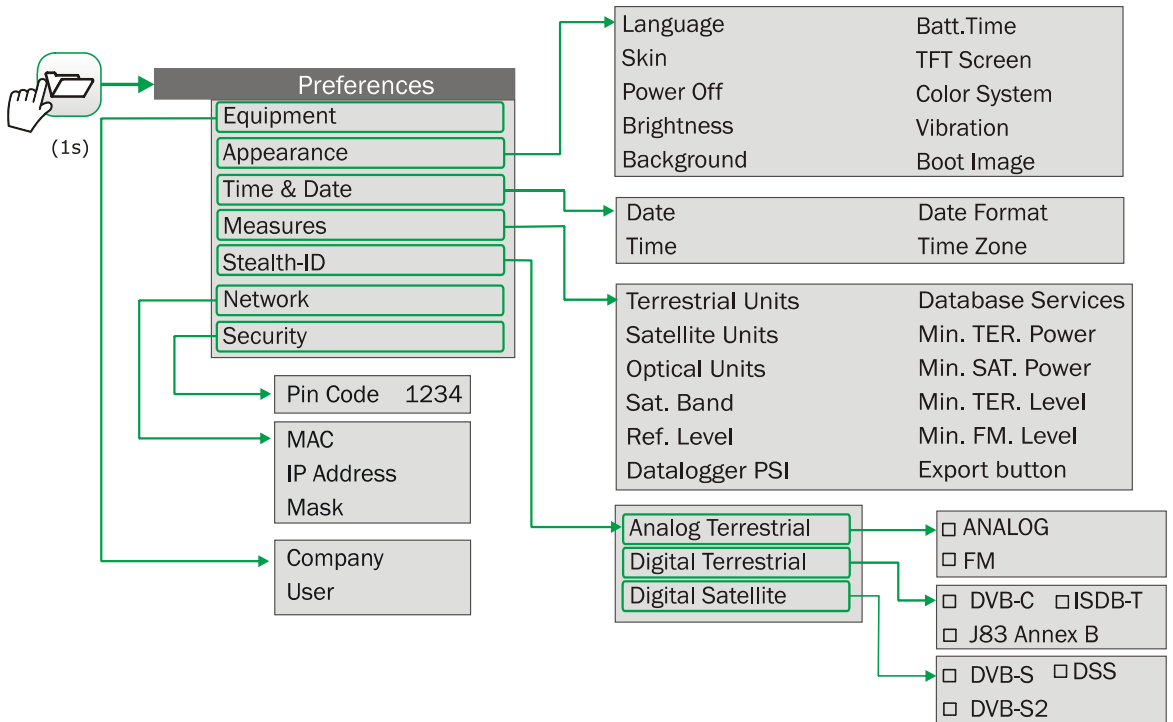 (1s)
Preferences
Equipment
Appearance
Time & Date
Measures
Stealth-ID
Network
Security
Pin Code 1234
MAC
IP Address
Mask
Company
User
Language Batt.Time
Skin TFT Screen
Power Off Color System
Brightness Vibration
Background Boot Image
Date Date Format
Time Time Zone
Terrestrial Units Database Services
Satellite Units Min. TER. Power
Optical Units Min. SAT. Power
Sat. Band Min. TER. Level
Ref. Level Min. FM. Level
Datalogger PSI Export button
Analog Terrestrial
Digital Terrestrial
Digital Satellite
ANALOG
FM
DVB-C ISDB-T
J83 Annex B
DVB-S DSS
DVB-S2